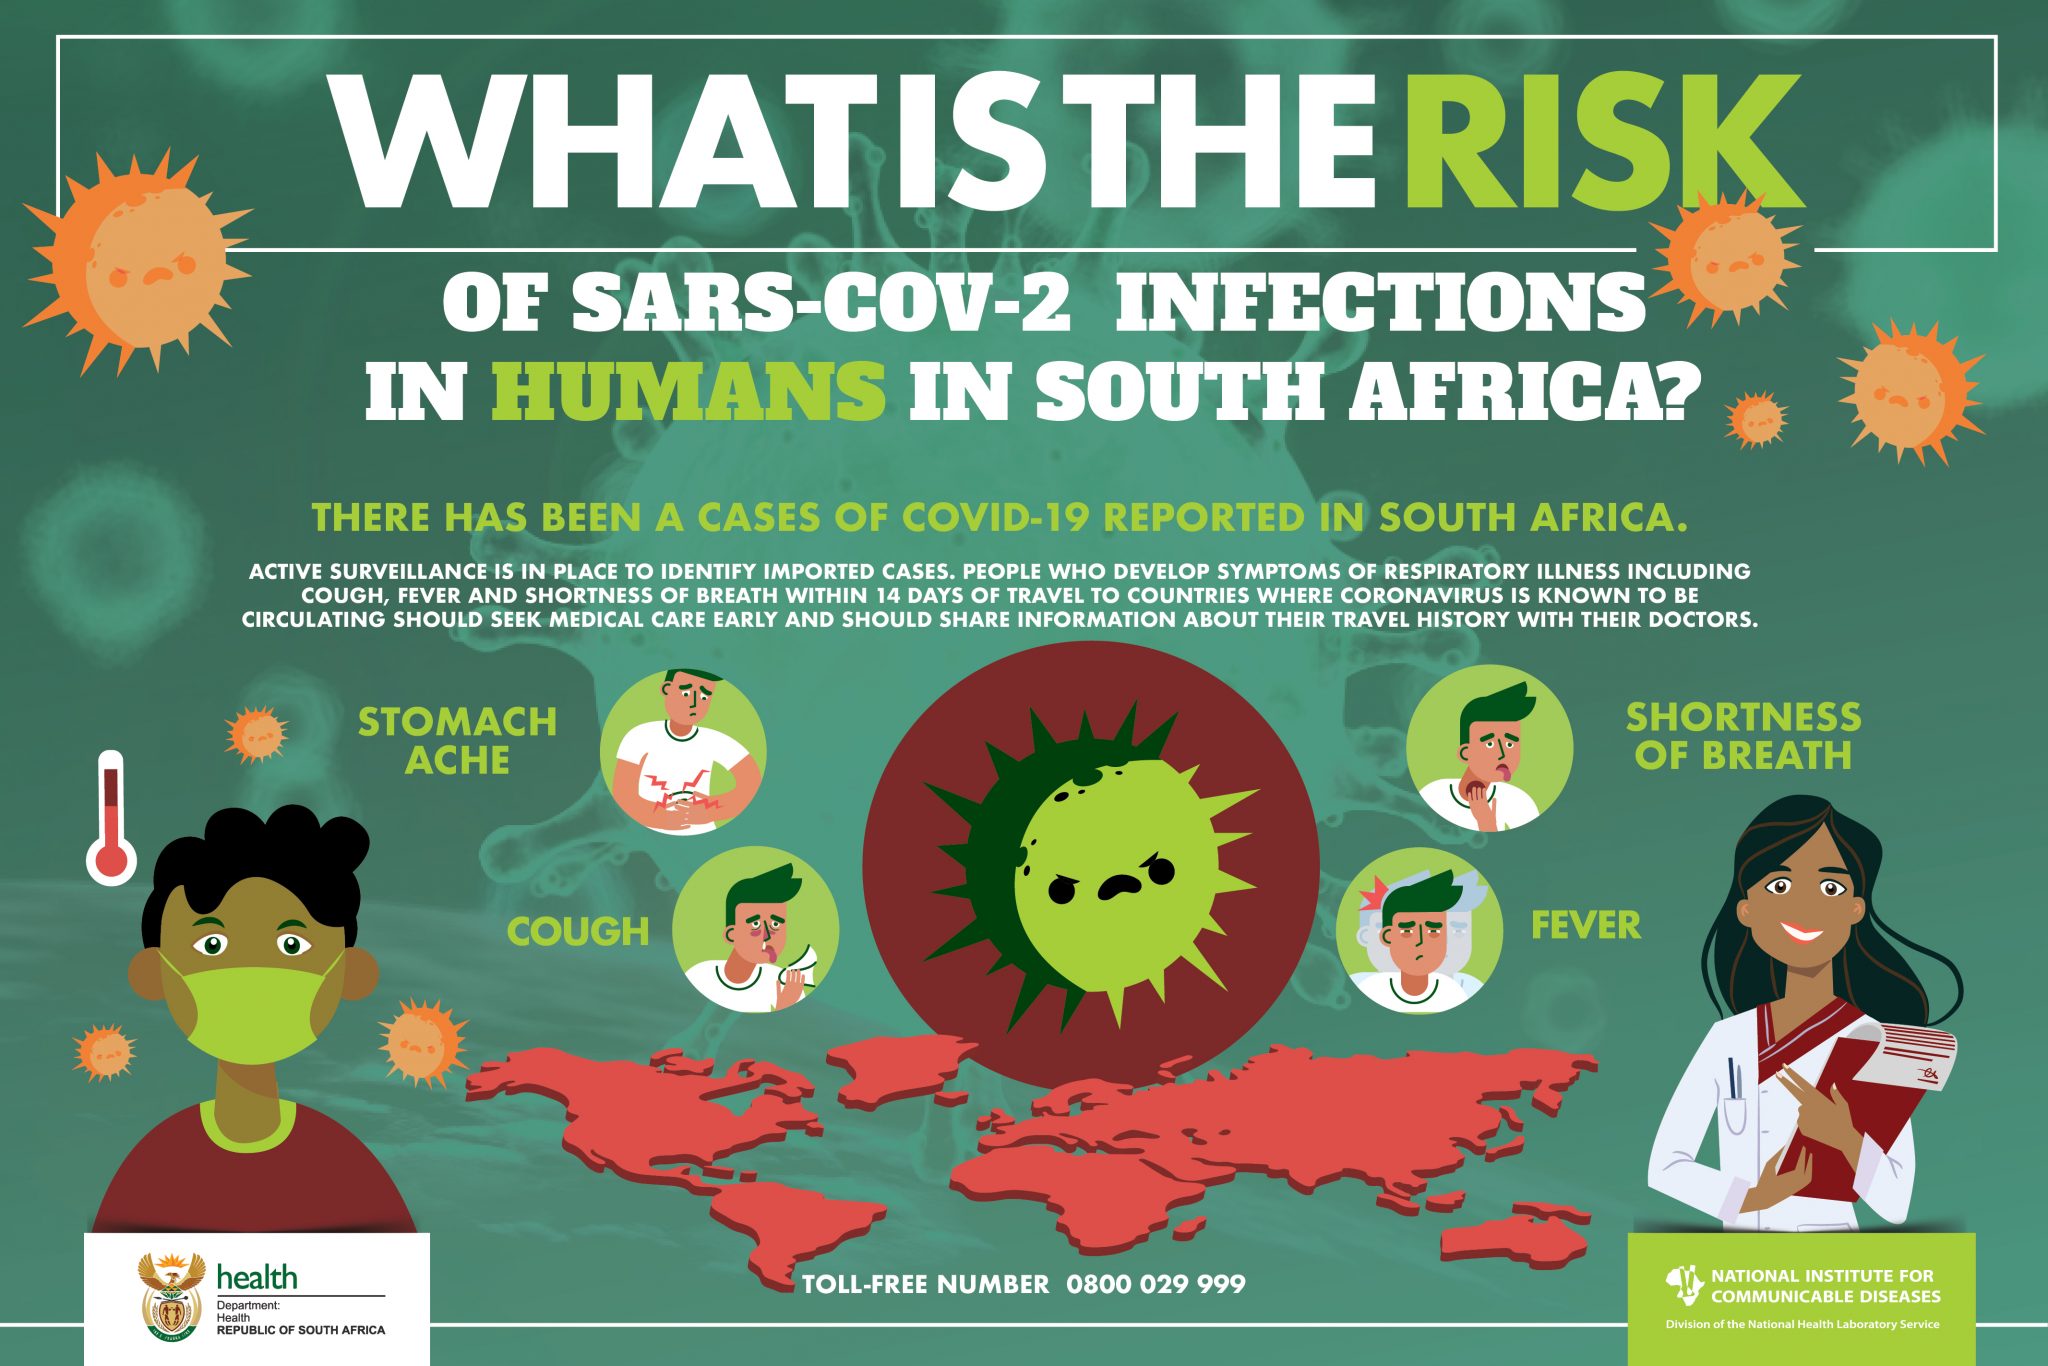 WHAT IS THE RISK
OF SARS-COV-2 INFECTIONS
IN HUMANS IN SOUTH AFRICA?
THERE HAS BEEN A CASES OF COVID-19 REPORTED IN SOUTH AFRICA.
ACTIVE SURVEILLANCE IS IN PLACE TO IDENTIFY IMPORTED CASES. PEOPLE WHO DEVELOP SYMPTOMS OF RESPIRATORY ILLNESS INCLUDING
COUGH, FEVER AND SHORTNESS OF BREATH WITHIN 14 DAYS OF TRAVEL TO COUNTRIES WHERE CORONAVIRUS IS KNOWN TO BE
CIRCULATING SHOULD SEEK MEDICAL CARE EARLY AND SHOULD SHARE INFORMATION ABOUT THEIR TRAVEL HISTORY WITH THEIR DOCTORS.
STOMACH
ACHE
SHORTNESS
OF BREATH
COUGH
FEVER
health
Department:
Health
REPUBLIC OF SOUTH AFRICA
TOLL-FREE NUMBER 0800 029 999
NATIONAL INSTITUTE FOR
COMMUNICABLE DISEASES
Division of the National Health Laboratory Service